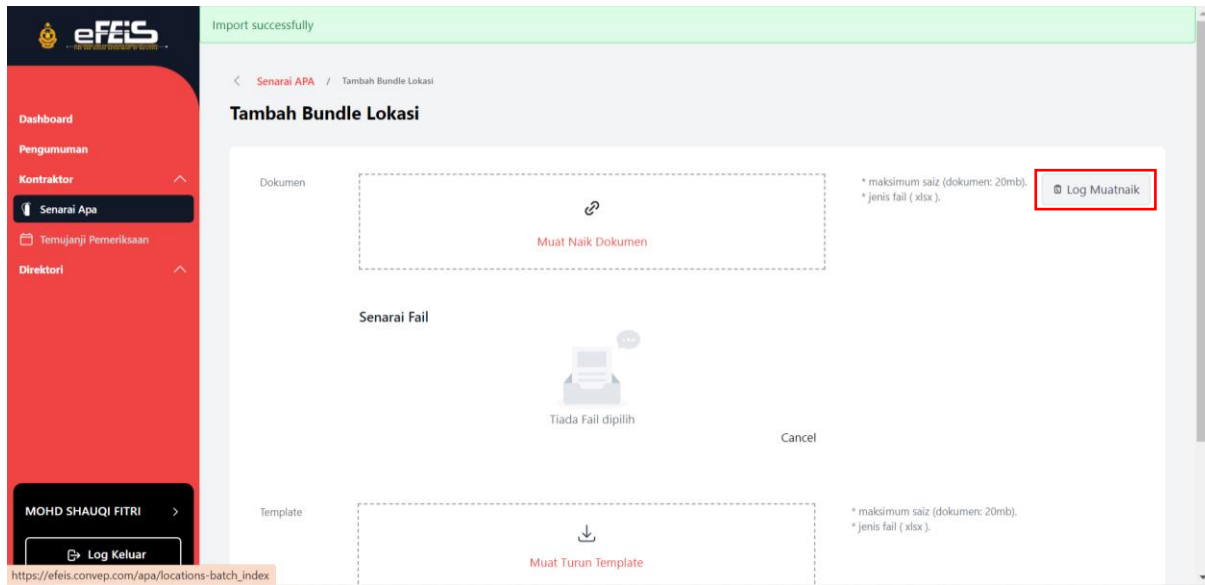 eFEiS
Import successfully
Senarai APA / Tambah Bundle Lokasi
Tambah Bundle Lokasi
Dashboard
Pengumuman
Kontraktor
Senarai Apa
Temujanji Pemeriksaan
Direktori
Dokumen
Muat Naik Dokumen
* maksimum saiz (dokumen: 20mb).
* jenis fail ( xlsx ).
Log Muatnaik
Senarai Fail
Tiada Fail dipilih
Cancel
Template
Muat Turun Template
* maksimum saiz (dokumen: 20mb).
* jenis fail ( xlsx ).
MOHD SHAUQI FITRI
Log Keluar
https://efeis.convep.com/apa/locations-batch_index